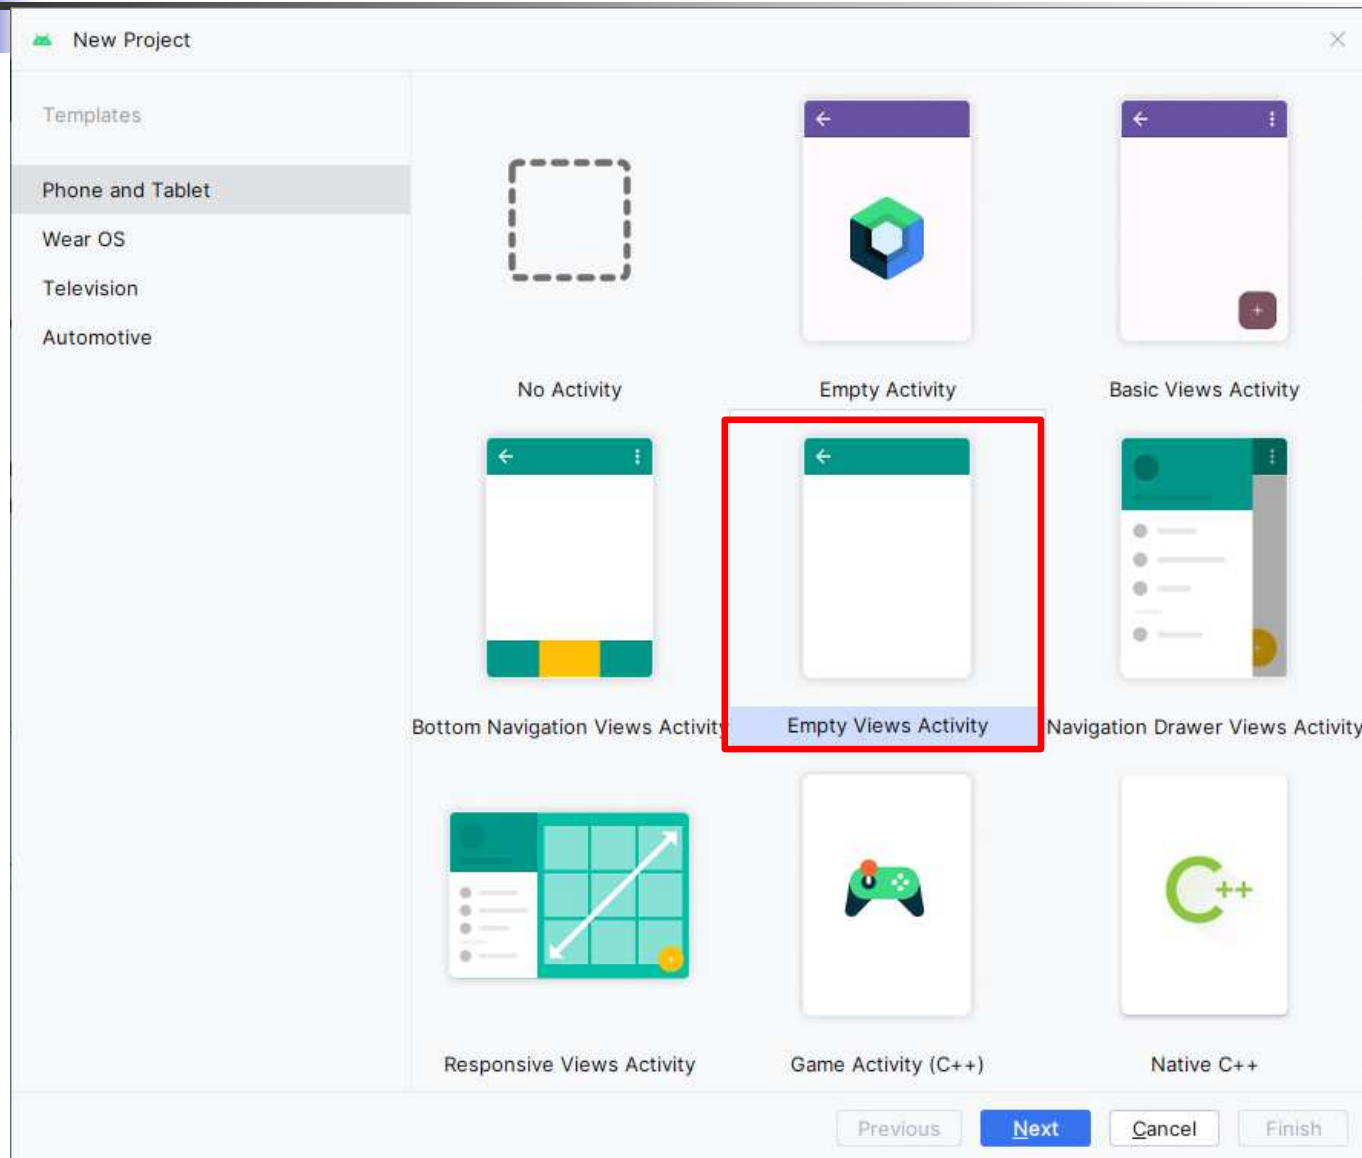 New Project
Templates
Phone and Tablet
Wear OS
Television
Automotive
No Activity
Empty Activity
Basic Views Activity
Bottom Navigation Views Activity
Empty Views Activity
Navigation Drawer Views Activity
C++
Responsive Views Activity
Game Activity (C++)
Native C++
Previous
Next
Cancel
Finish